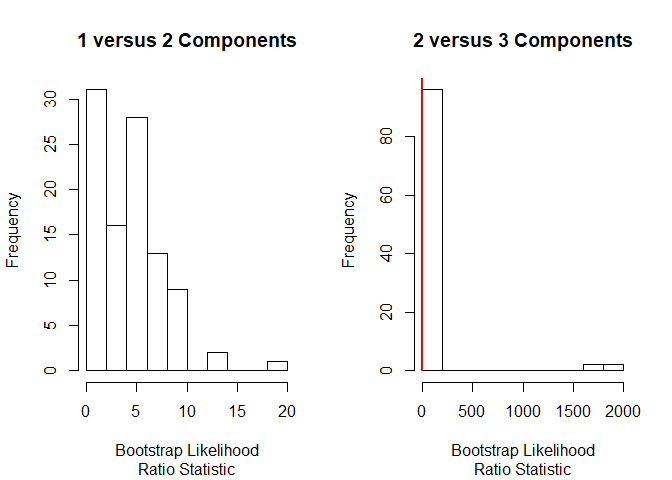 1 versus 2 Components
Frequency
0
5
10
15
20
25
30
0 5 10 15 20
Bootstrap Likelihood
Ratio Statistic
2 versus 3 Components
Frequency
0
20
40
60
80
0 500 1000 1500 2000
Bootstrap Likelihood
Ratio Statistic